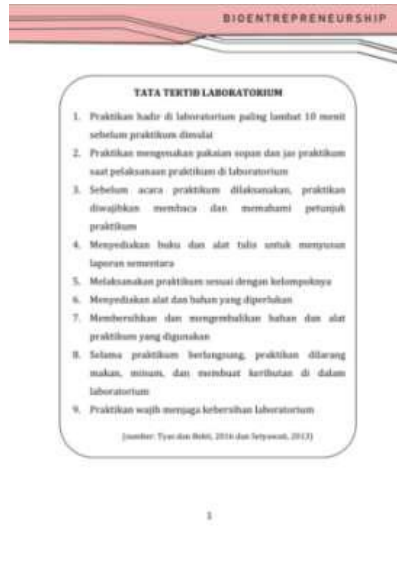 BIOENTREPRENEURSHIP
TATA TERTIB LABORATORIUM
1. Praktikan hadir di laboratorium paling lambat 10 menit
sebelum praktikum dimulai
2. Praktikan mengenakan pakaian sopan dan jas praktikum
saat pelaksanaan praktikum di laboratorium
3. Sebelum acara praktikum dilaksanakan, praktikan
diwajibkan membaca dan memahami petunjuk
praktikum
4. Menyediakan buku dan alat tulis untuk menyusun
laporan sementara
5. Melaksanakan praktikum sesuai dengan kelompoknya
6. Menyediakan alat dan bahan yang diperlukan
7. Membersihkan dan mengembalikan bahan dan alat
praktikum yang digunakan
8. Selama praktikum berlangsung, praktikan dilarang
makan, minum, dan membuat keributan di dalam
laboratorium
9. Praktikan wajib menjaga kebersihan laboratorium
(sumber: Tyas dan Bekti, 2016 dan Setyawati, 2013)
1